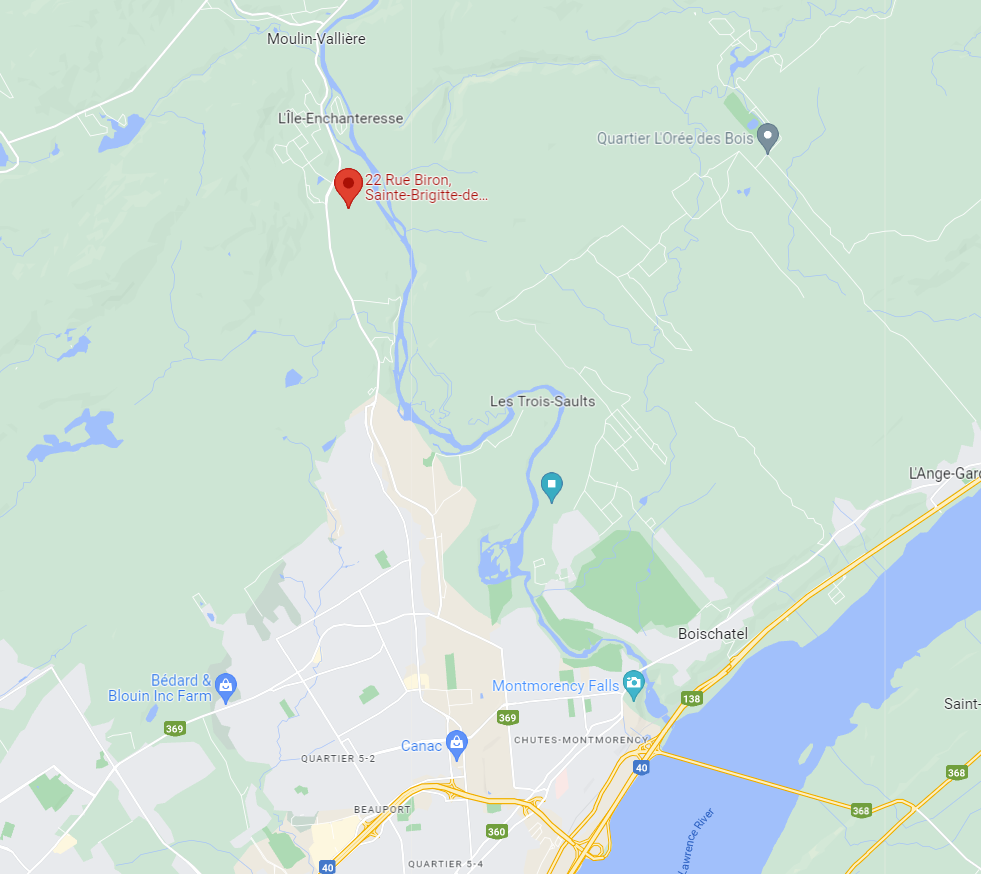 Moulin-Vallière
L'Île-Enchanteresse
Quartier L'Orée des Bois
22 Rue Biron,
Sainte-Brigitte-de...
Les Trois-Saults
L'Ange-Gar
Boischatel
Bédard &
Blouin Inc Farm
Montmorency Falls
138
Saint-
369
369
Canac
CHUTES-MONTMORENCY
QUARTIER 5-2
40
368
BEAUPORT
368
360
Lawrence River
QUARTIER 5-4
40